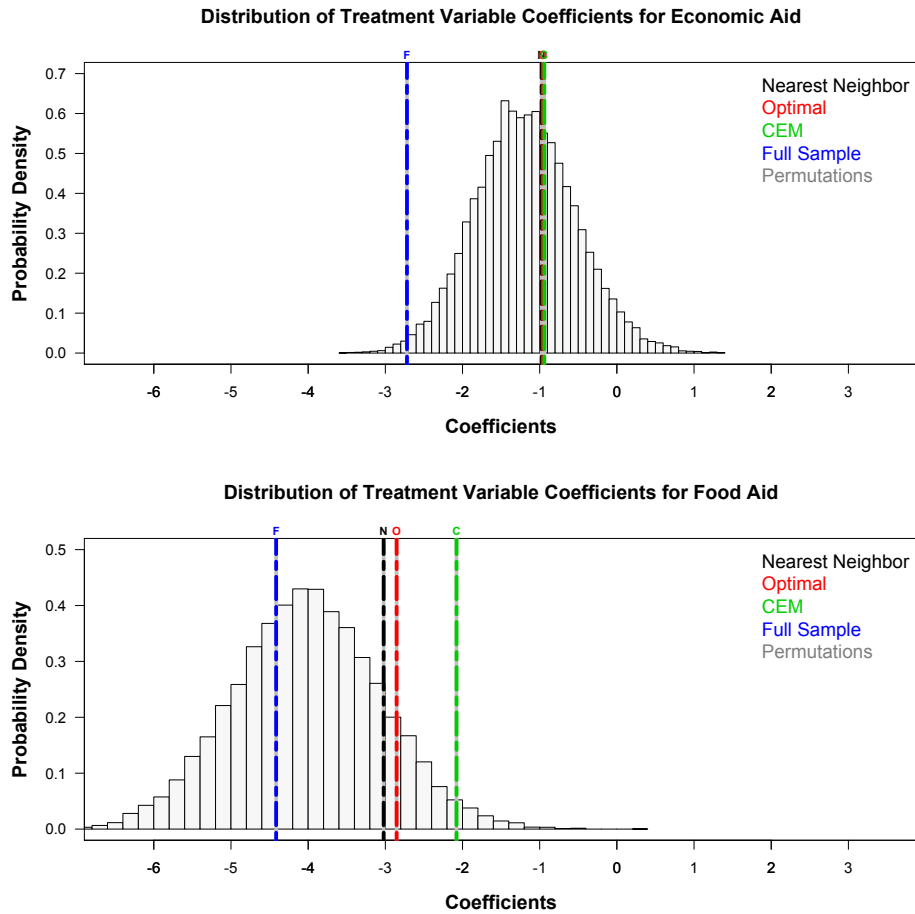 Distribution of Treatment Variable Coefficients for Economic Aid
F
0.7
0.6
0.5
0.4
0.3
0.2
0.1
0.0
Probability Density
Nearest Neighbor
Optimal
CEM
Full Sample
Permutations
-6 -5 -4 -3 -2 -1 0 1 2 3
Coefficients
Distribution of Treatment Variable Coefficients for Food Aid
F N O C
0.5
0.4
0.3
0.2
0.1
0.0
Probability Density
Nearest Neighbor
Optimal
CEM
Full Sample
Permutations
-6 -5 -4 -3 -2 -1 0 1 2 3
Coefficients